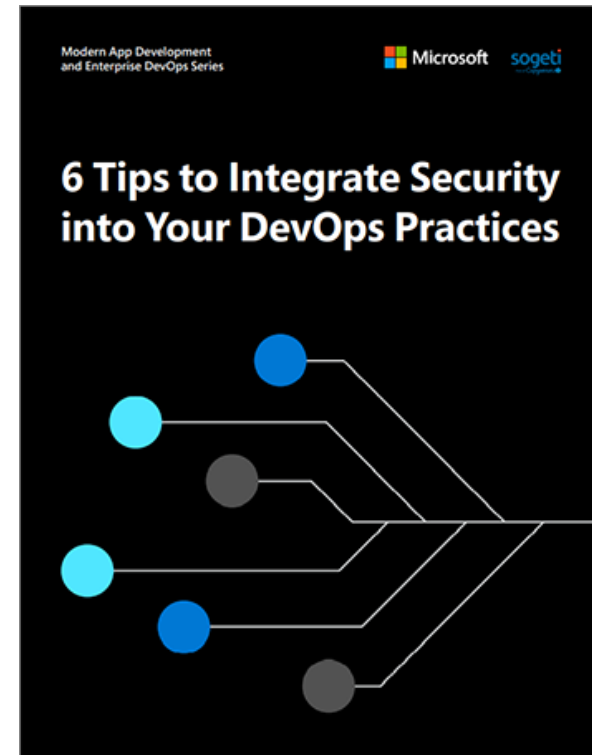 Modern App Development
and Enterprise DevOps Series
Microsoft
sogeti
6 Tips to Integrate Security
into Your DevOps Practices